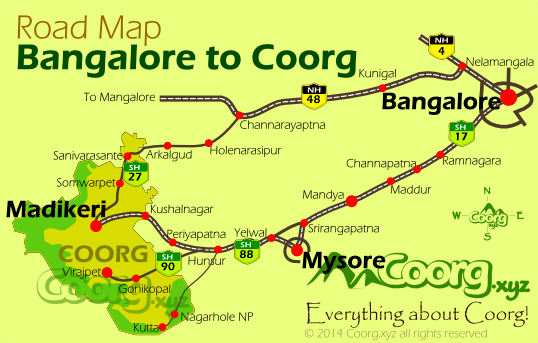 Road Map
Bangalore to Coorg
NH
4
Nelamangala
Kunigal
To Mangalore
NH
48
Bangalore
Channarayaptna
SH
17
Sanivarasante
Arkalgud
Holenarasipur
Ramnagara
Channapatna
SH
27
Somwarpet
Maddur
Mandya
Madikeri
Kushalnagar
N
W
E
S
Coorg
.xyz
Srirangapatna
Periyapatna
Yelwal
COORG
SH
90
Hunsur
SH
88
Mysore
Virajpet
Gonikopal
Coorg.xyz
Coorg.xyz
Nagarhole NP
Kutta
Everything about Coorg!
© 2014 Coorg.xyz all rights reserved